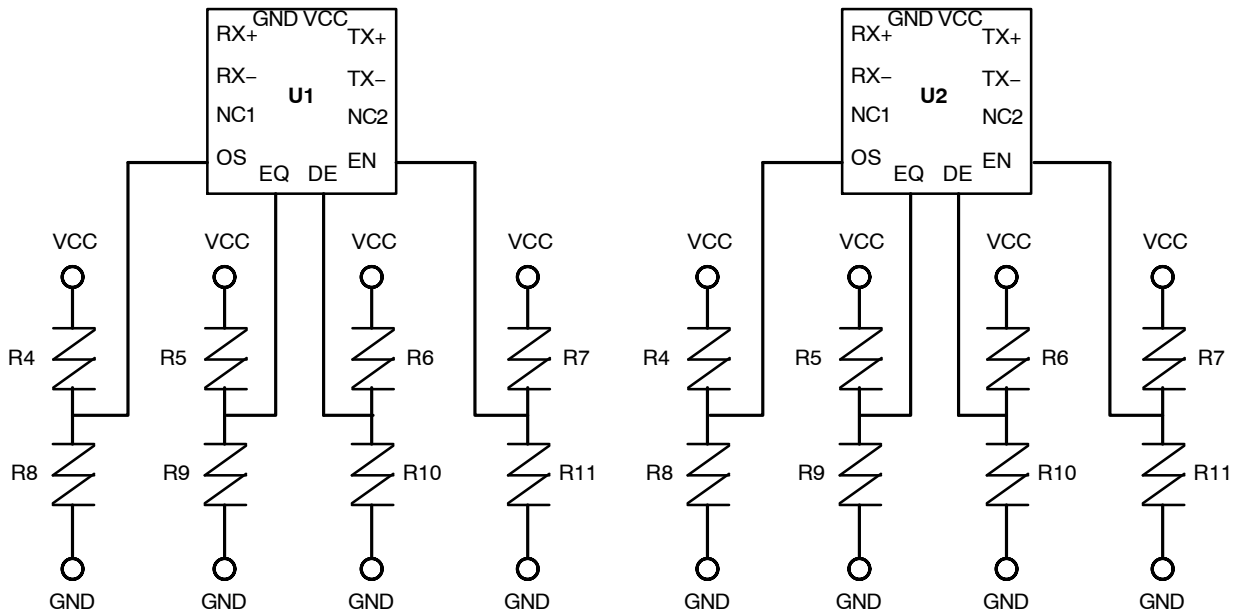 GND VCC
RX+ TX+
RX− TX−
U1
NC1 NC2
OS EN
EQ DE
VCC VCC VCC VCC
R4 R5 R6 R7
R8 R9 R10 R11
GND GND GND GND
GND VCC
RX+ TX+
RX− TX−
U2
NC1 NC2
OS EN
EQ DE
VCC VCC VCC VCC
R4 R5 R6 R7
R8 R9 R10 R11
GND GND GND GND